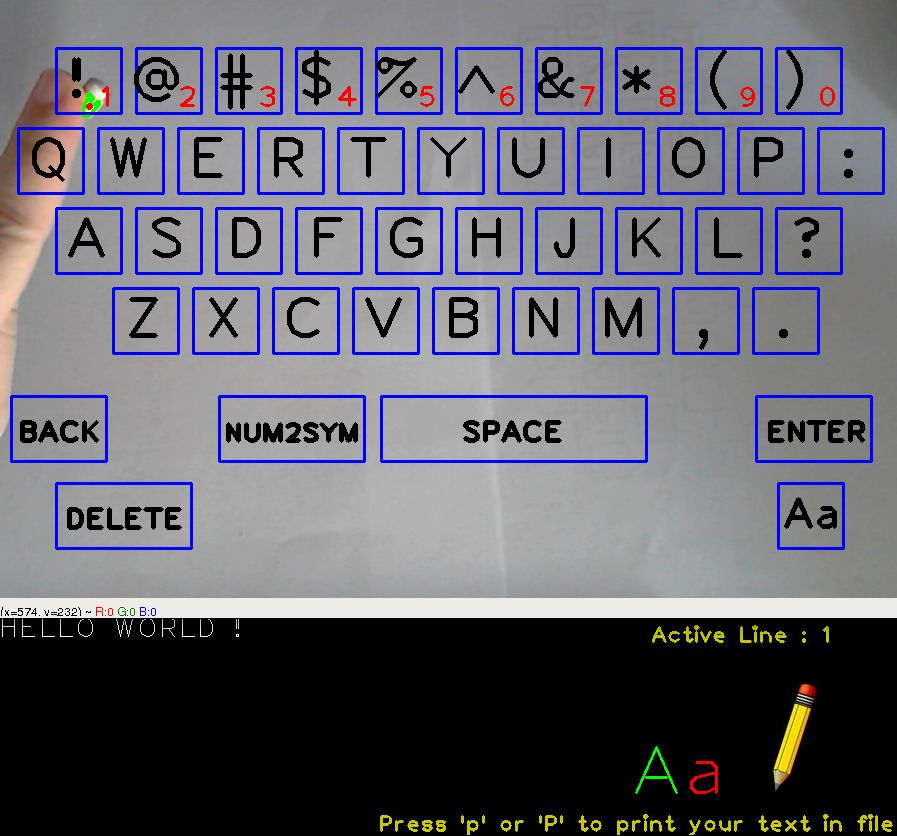 ! 1 @ 2 # 3 $ 4 % 5 ^ 6 & 7 * 8 ( 9 ) 0
Q W E R T Y U I O P :
A S D F G H J K L ?
Z X C V B N M , .
BACK NUM2SYM SPACE ENTER
DELETE Aa
(x=574, y=232) ~ R:0 G:0 B:0
HELLO WORLD !
Active Line : 1
Aa
Press 'p' or 'P' to print your text in file